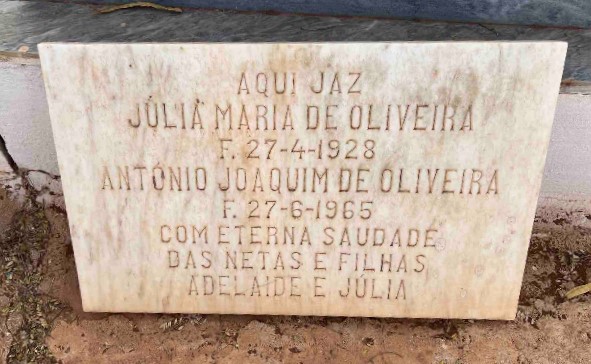 AQUI JAZ
JÚLIA MARIA DE OLIVEIRA
F. 27-4-1928
ANTÓNIO JOAQUIM DE OLIVEIRA
F. 27-6-1965
COM ETERNA SAUDADE
DAS NETAS E FILHAS
ADELAIDE E JÚLIA